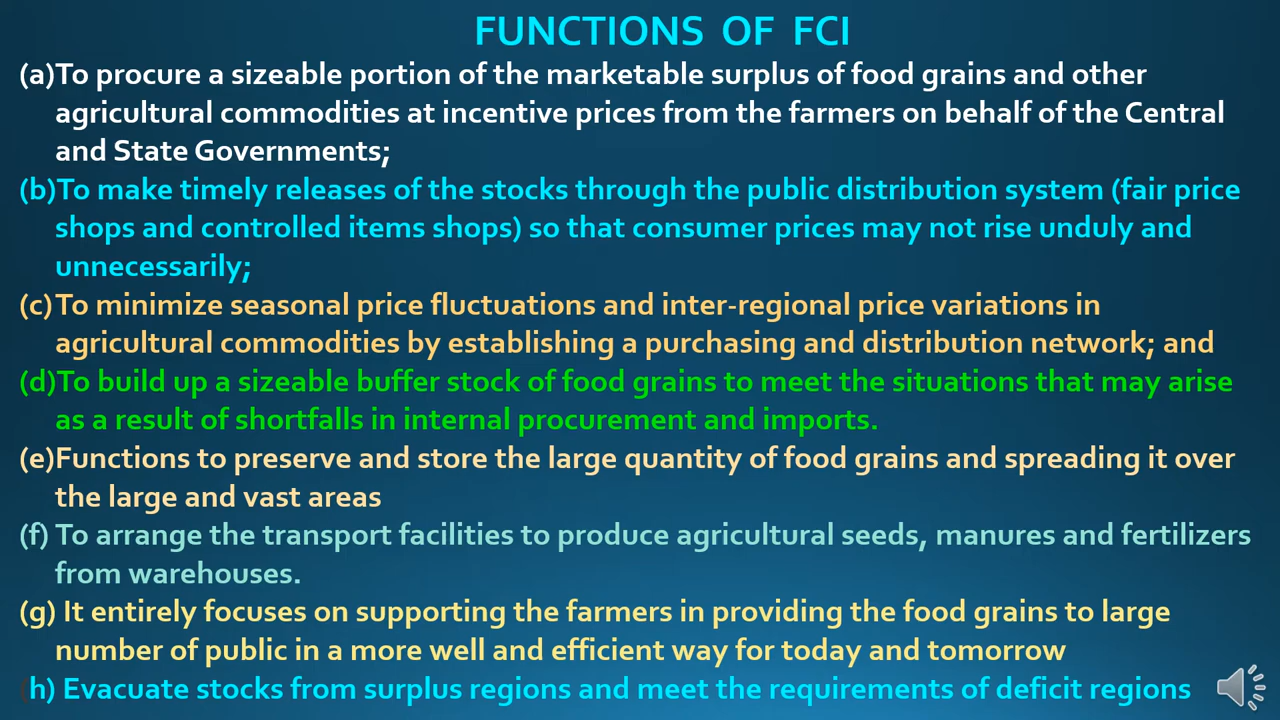 FUNCTIONS OF FCI
(a)To procure a sizeable portion of the marketable surplus of food grains and other
agricultural commodities at incentive prices from the farmers on behalf of the Central
and State Governments;
(b)To make timely releases of the stocks through the public distribution system (fair price
shops and controlled items shops) so that consumer prices may not rise unduly and
unnecessarily;
(c)To minimize seasonal price fluctuations and inter-regional price variations in
agricultural commodities by establishing a purchasing and distribution network; and
(d)To build up a sizeable buffer stock of food grains to meet the situations that may arise
as a result of shortfalls in internal procurement and imports.
(e)Functions to preserve and store the large quantity of food grains and spreading it over
the large and vast areas
(f) To arrange the transport facilities to produce agricultural seeds, manures and fertilizers
from warehouses.
(g) It entirely focuses on supporting the farmers in providing the food grains to large
number of public in a more well and efficient way for today and tomorrow
(h) Evacuate stocks from surplus regions and meet the requirements of deficit regions